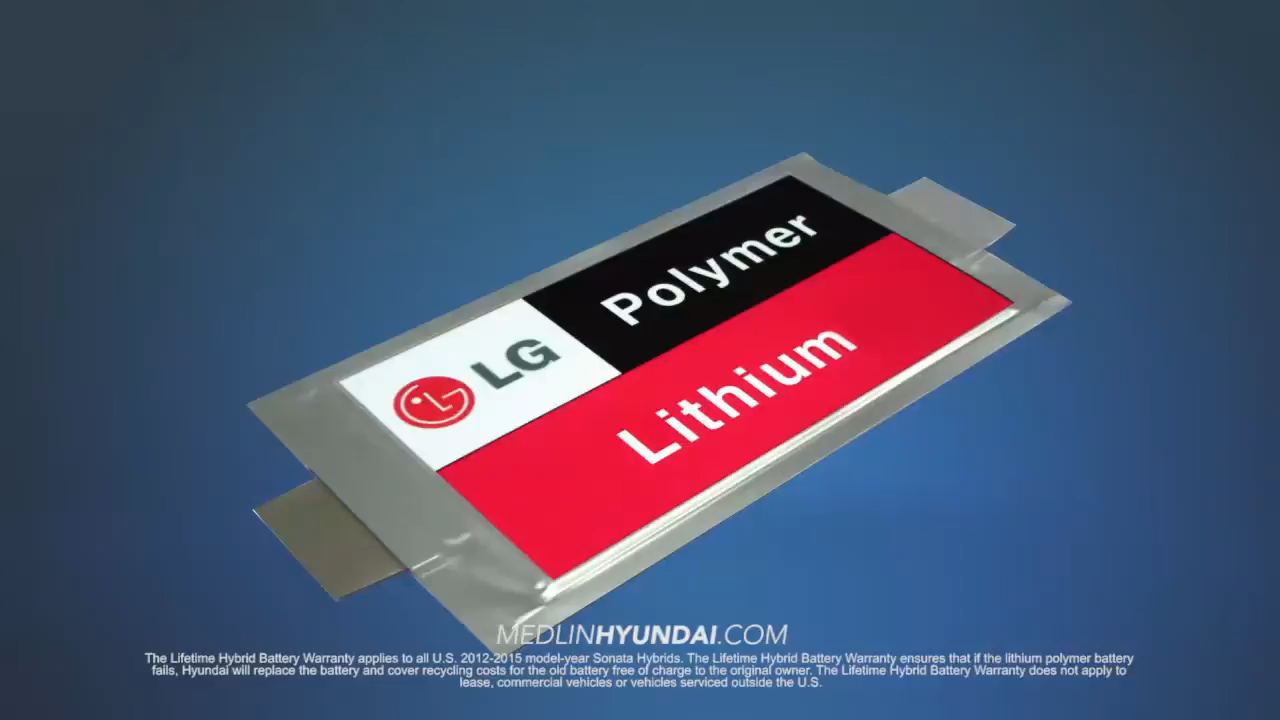 Polymer
LG
Lithium
MEDLINHYUNDAI.COM
The Lifetime Hybrid Battery Warranty applies to all U.S. 2012-2015 model-year Sonata Hybrids. The Lifetime Hybrid Battery Warranty ensures that if the lithium polymer battery
fails, Hyundai will replace the battery and cover recycling costs for the old battery free of charge to the original owner. The Lifetime Hybrid Battery Warranty does not apply to
lease, commercial vehicles or vehicles serviced outside the U.S.